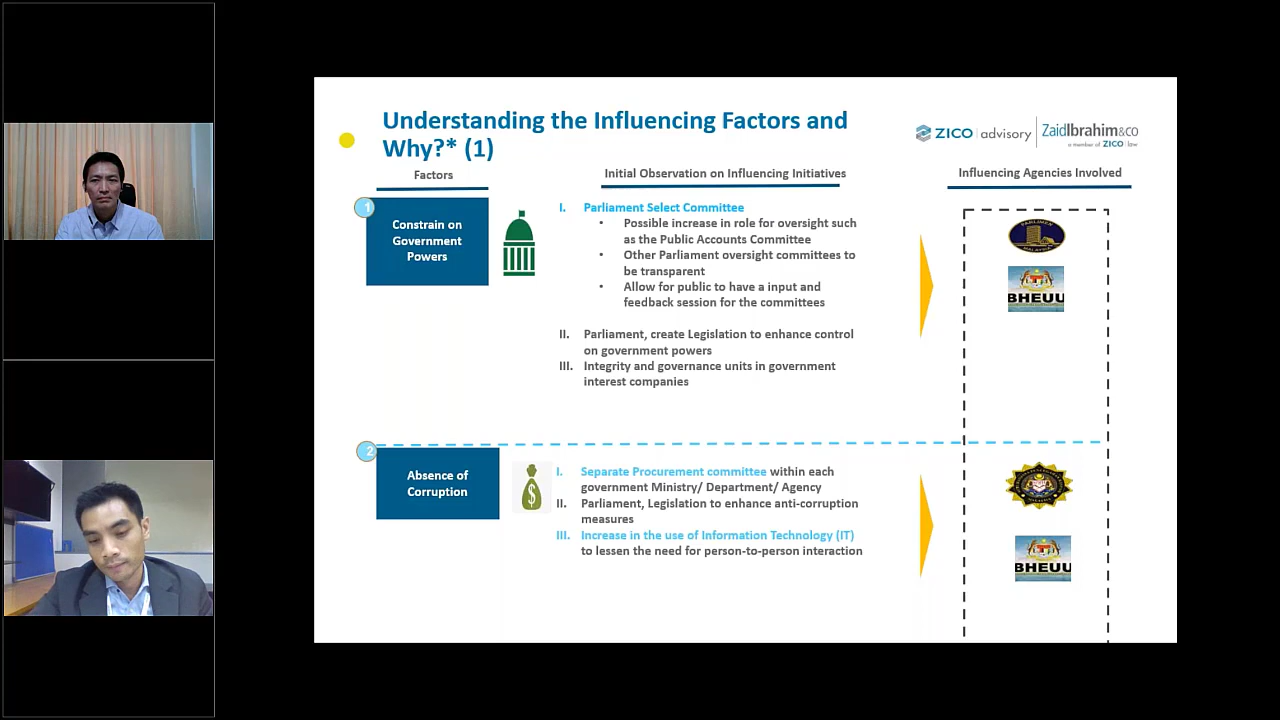 Understanding the Influencing Factors and
Why?* (1)
ZICO advisory
ZaidIbrahim&co
a member of ZICO law
Factors
Initial Observation on Influencing Initiatives
Influencing Agencies Involved
1
Constrain on
Government
Powers
I. Parliament Select Committee
• Possible increase in role for oversight such
as the Public Accounts Committee
• Other Parliament oversight committees to
be transparent
• Allow for public to have a input and
feedback session for the committees
II. Parliament, create Legislation to enhance control
on government powers
III. Integrity and governance units in government
interest companies
PARLIMEN
MALAYSIA
BHEUU
2
Absence of
Corruption
$
I. Separate Procurement committee within each
government Ministry/ Department/ Agency
II. Parliament, Legislation to enhance anti-corruption
measures
III. Increase in the use of Information Technology (IT)
to lessen the need for person-to-person interaction
BHEUU